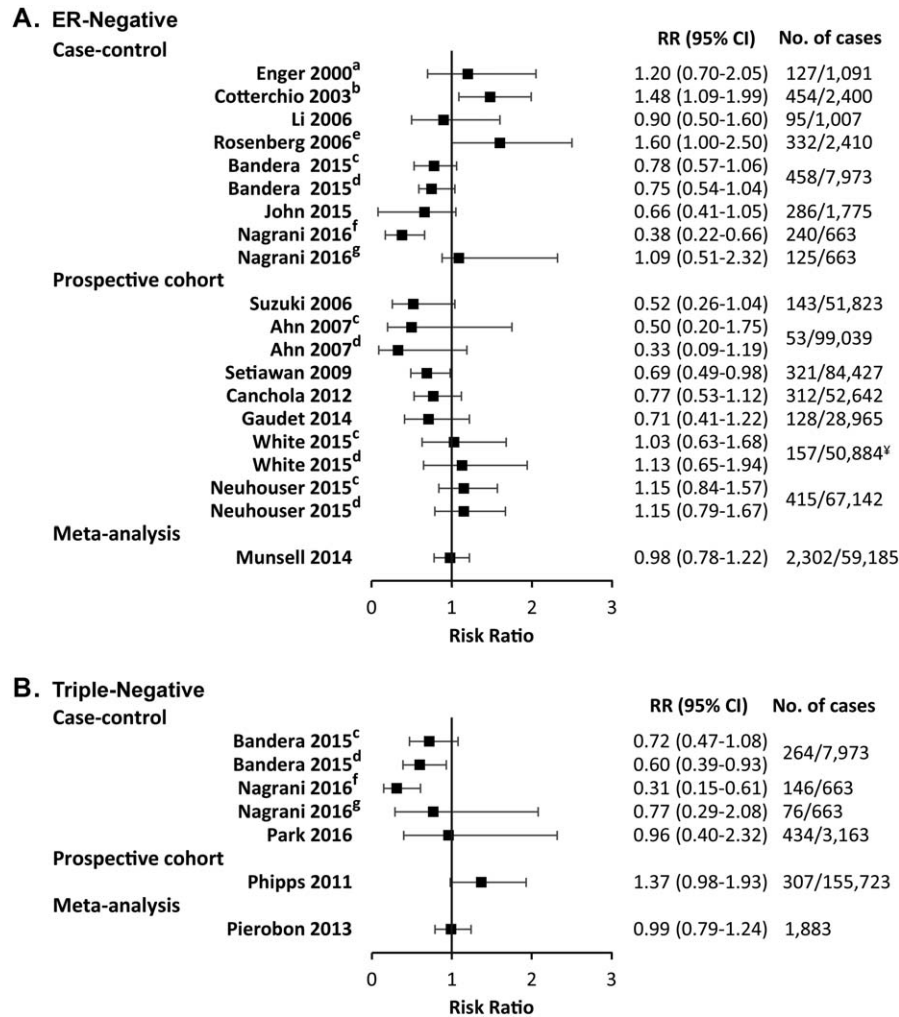 A. ER-Negative
Case-control
RR (95% CI) No. of cases
Enger 2000a 1.20 (0.70-2.05) 127/1,091
Cotterchio 2003b 1.48 (1.09-1.99) 454/2,400
Li 2006 0.90 (0.50-1.60) 95/1,007
Rosenberg 2006e 1.60 (1.00-2.50) 332/2,410
Bandera 2015c 0.78 (0.57-1.06)
458/7,973
Bandera 2015d 0.75 (0.54-1.04)
John 2015 0.66 (0.41-1.05) 286/1,775
Nagrani 2016f 0.38 (0.22-0.66) 240/663
Nagrani 2016g 1.09 (0.51-2.32) 125/663
Prospective cohort
Suzuki 2006 0.52 (0.26-1.04) 143/51,823
Ahn 2007c 0.50 (0.20-1.75)
53/99,039
Ahn 2007d 0.33 (0.09-1.19)
Setiawan 2009 0.69 (0.49-0.98) 321/84,427
Canchola 2012 0.77 (0.53-1.12) 312/52,642
Gaudet 2014 0.71 (0.41-1.22) 128/28,965
White 2015c 1.03 (0.63-1.68)
157/50,884¥
White 2015d 1.13 (0.65-1.94)
Neuhouser 2015c 1.15 (0.84-1.57)
415/67,142
Neuhouser 2015d 1.15 (0.79-1.67)
Meta-analysis
Munsell 2014 0.98 (0.78-1.22) 2,302/59,185
0 1 2 3
Risk Ratio
B. Triple-Negative
Case-control
RR (95% CI) No. of cases
Bandera 2015c 0.72 (0.47-1.08)
264/7,973
Bandera 2015d 0.60 (0.39-0.93)
Nagrani 2016f 0.31 (0.15-0.61) 146/663
Nagrani 2016g 0.77 (0.29-2.08) 76/663
Park 2016 0.96 (0.40-2.32) 434/3,163
Prospective cohort
Phipps 2011 1.37 (0.98-1.93) 307/155,723
Meta-analysis
Pierobon 2013 0.99 (0.79-1.24) 1,883
0 1 2 3
Risk Ratio